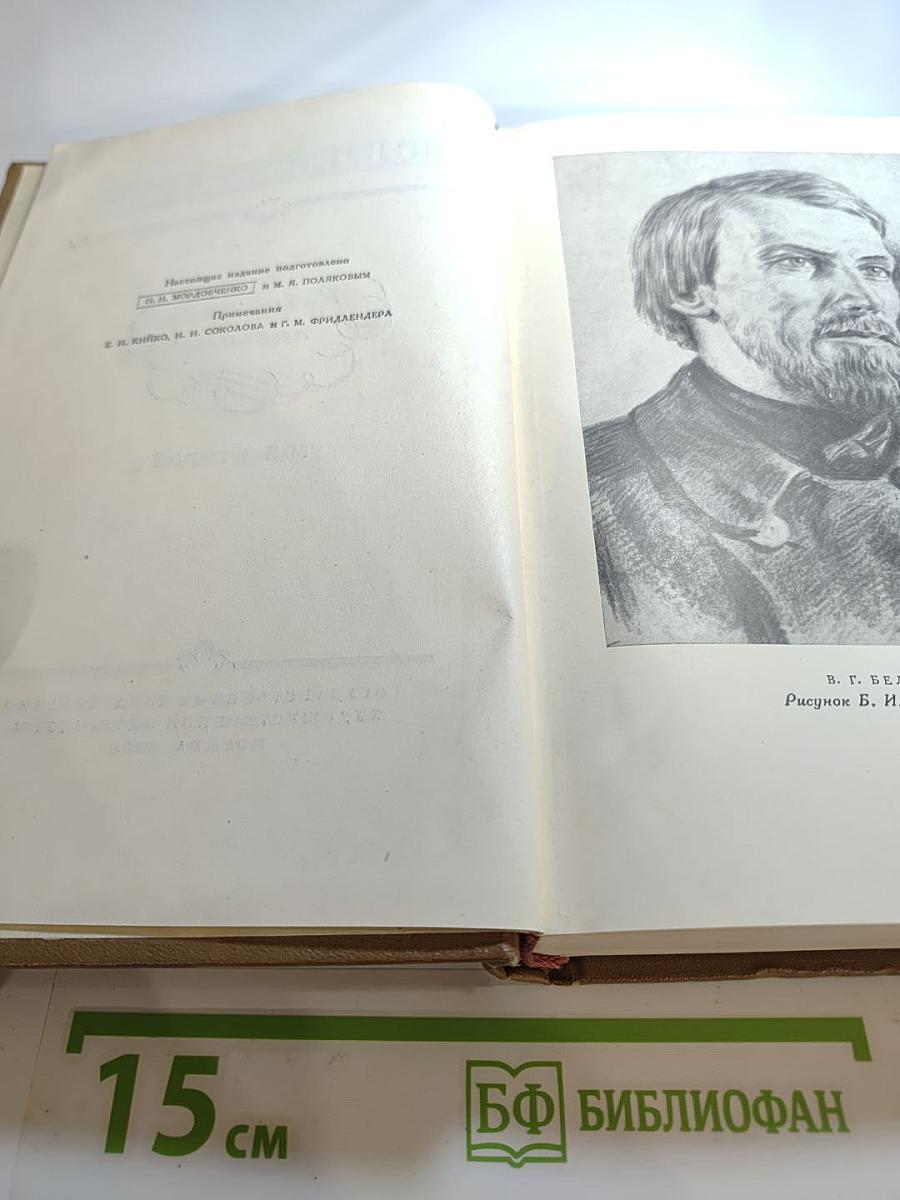 Настоящее издание подготовлено
Н. И. МОРДОВЧЕНКО и М. Я. ПОЛЯКОВЫМ
Примечания
Е. И. КИЙКО, Н. И. СОКОЛОВА и Г. М. ФРИДЛЕНДЕРА
В. Г. БЕЛ
Рисунок Б. И.
15 см
БФ БИБЛИОФАН